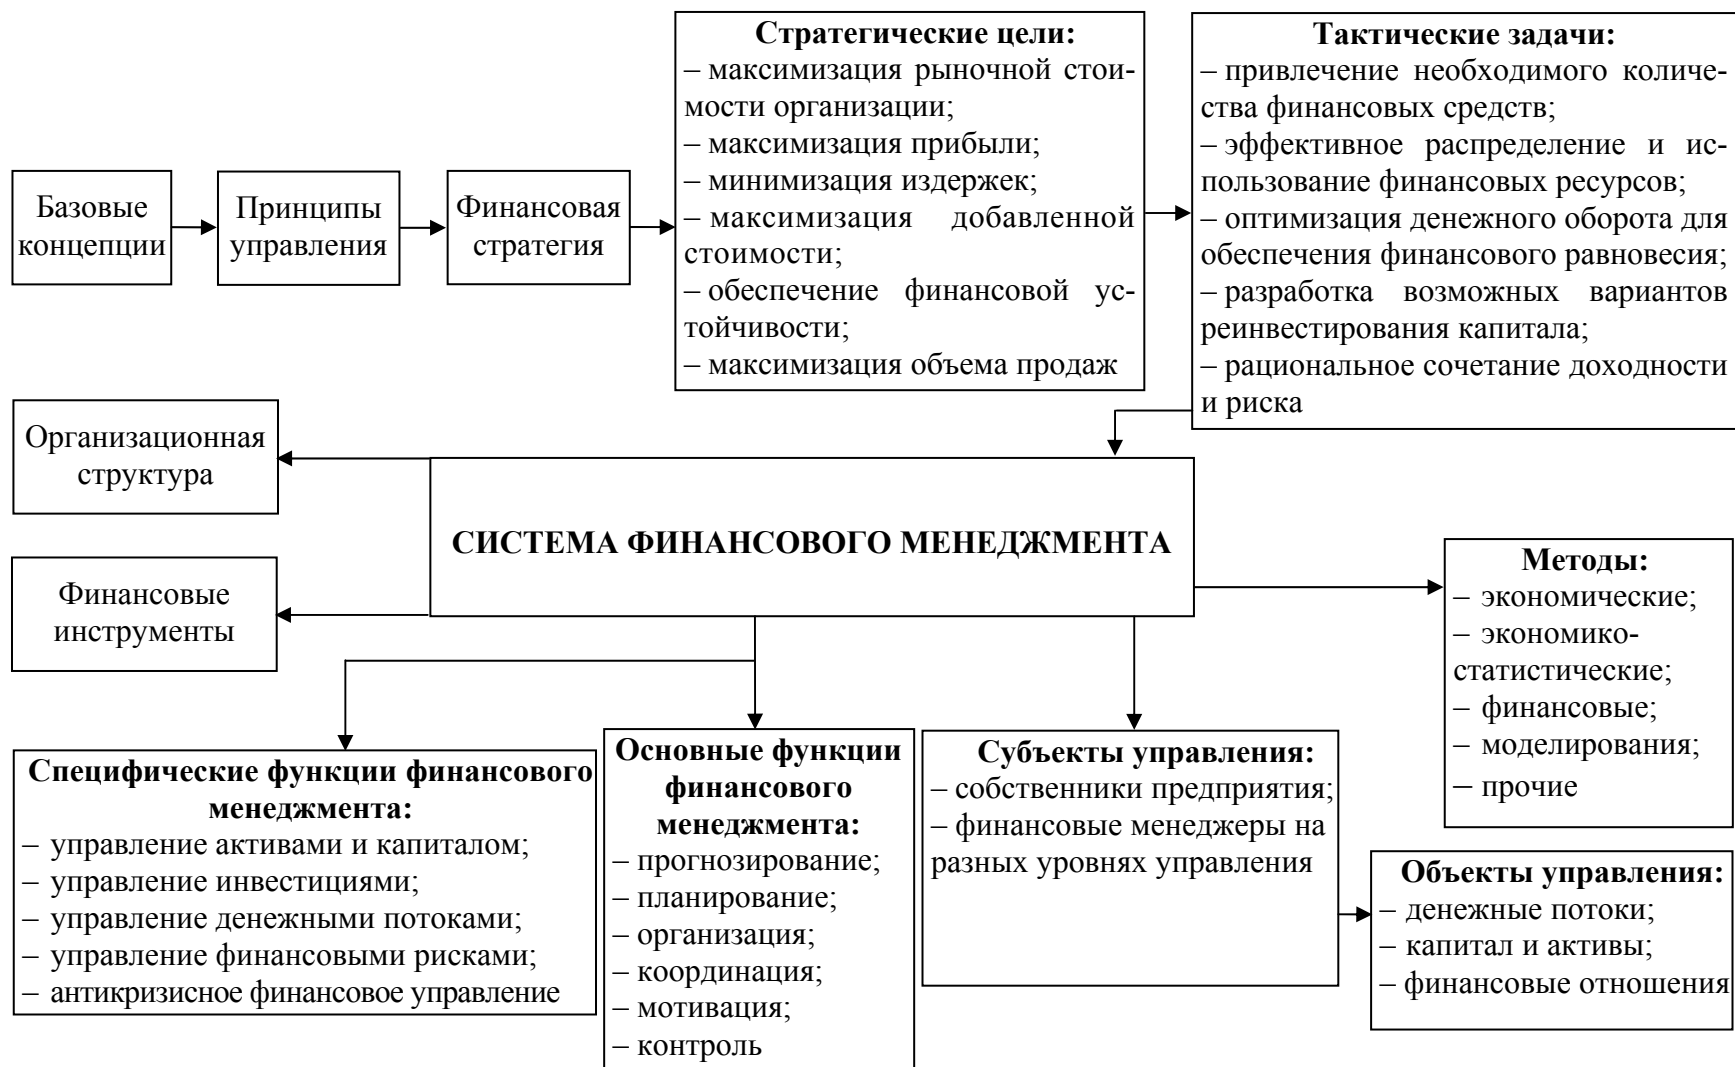 Базовые
концепции
Принципы
управления
Финансовая
стратегия
Стратегические цели:
– максимизация рыночной стои-
мости организации;
– максимизация прибыли;
– минимизация издержек;
– максимизация добавленной
стоимости;
– обеспечение финансовой ус-
тойчивости;
– максимизация объема продаж
Тактические задачи:
– привлечение необходимого количе-
ства финансовых средств;
– эффективное распределение и ис-
пользование финансовых ресурсов;
– оптимизация денежного оборота для
обеспечения финансового равновесия;
– разработка возможных вариантов
реинвестирования капитала;
– рациональное сочетание доходности
и риска
Организационная
структура
СИСТЕМА ФИНАНСОВОГО МЕНЕДЖМЕНТА
Финансовые
инструменты
Методы:
– экономические;
– экономико-
статистические;
– финансовые;
– моделирования;
– прочие
Специфические функции финансового
менеджмента:
– управление активами и капиталом;
– управление инвестициями;
– управление денежными потоками;
– управление финансовыми рисками;
– антикризисное финансовое управление
Основные функции
финансового
менеджмента:
– прогнозирование;
– планирование;
– организация;
– координация;
– мотивация;
– контроль
Субъекты управления:
– собственники предприятия;
– финансовые менеджеры на
разных уровнях управления
Объекты управления:
– денежные потоки;
– капитал и активы;
– финансовые отношения